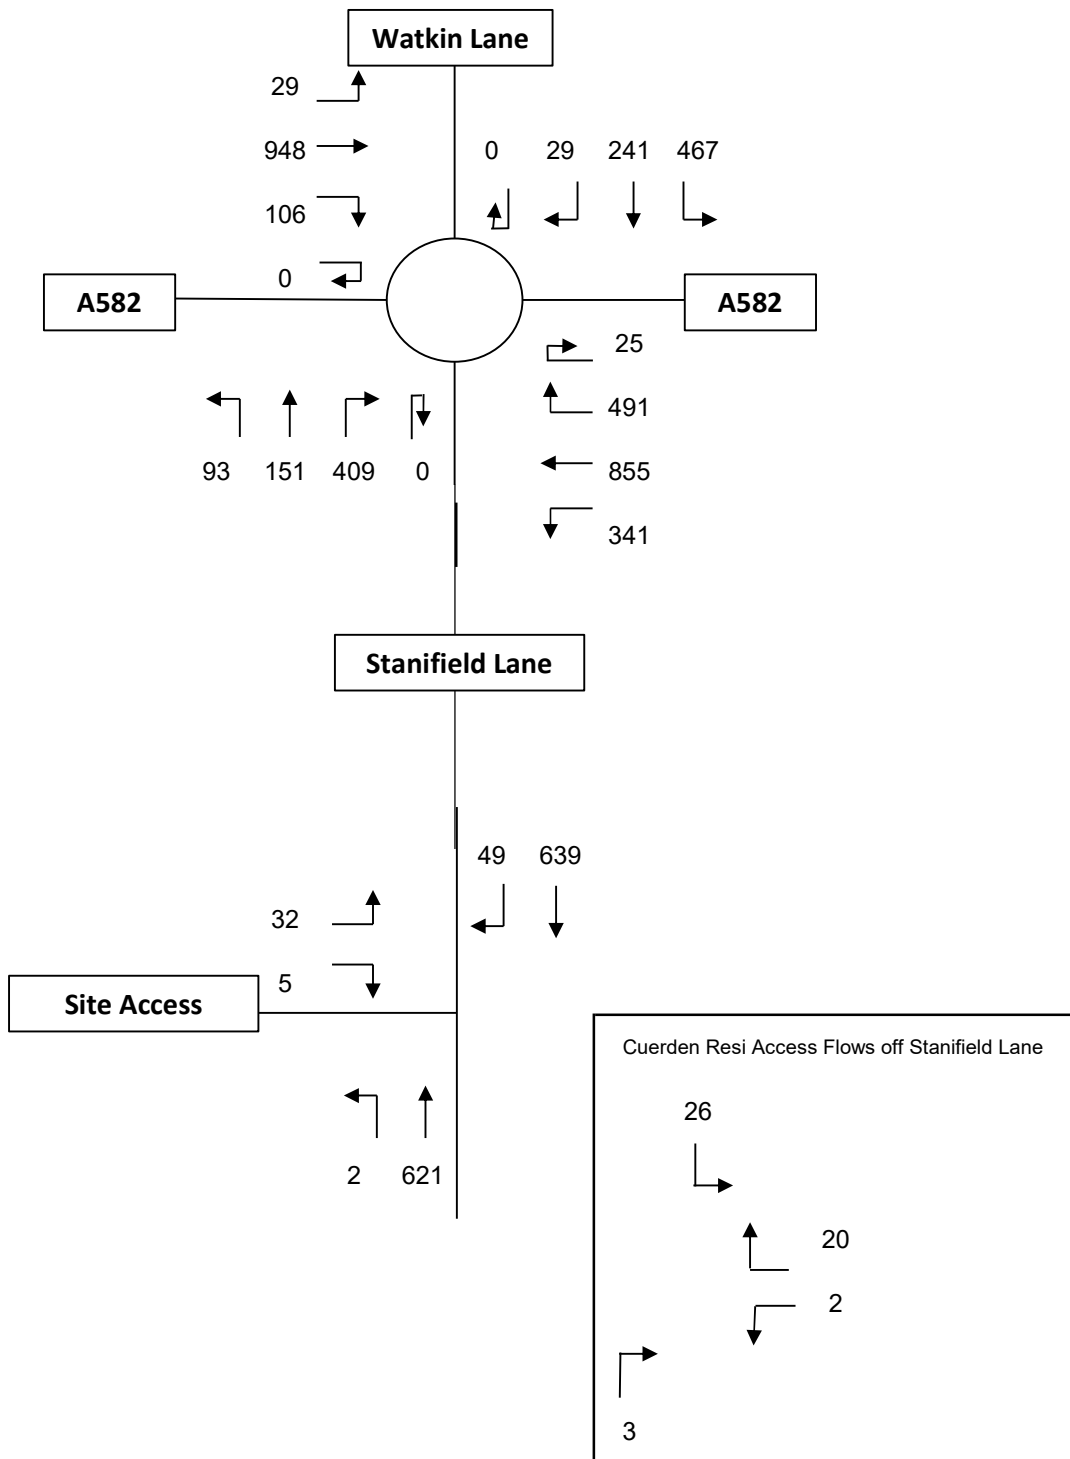 Watkin Lane
29
948
0 29 241 467
106
0
A582
A582
25
491
93 151 409 0
855
341
Stanifield Lane
49 639
32
5
Site Access
Cuerden Resi Access Flows off Stanifield Lane
26
2 621
20
2
3